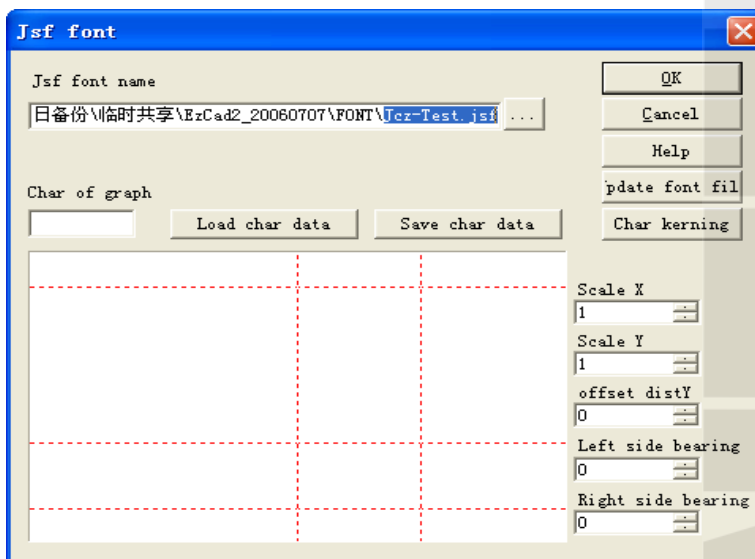 Jsf font
Jsf font name
日备份\临时共享\EzCad2_20060707\FONT\Jcz-Test.jsf
...
OK
Cancel
Help
pdate font fil
Char kerning
Char of graph
Load char data
Save char data
Scale X
1
Scale Y
1
offset distY
0
Left side bearing
0
Right side bearing
0